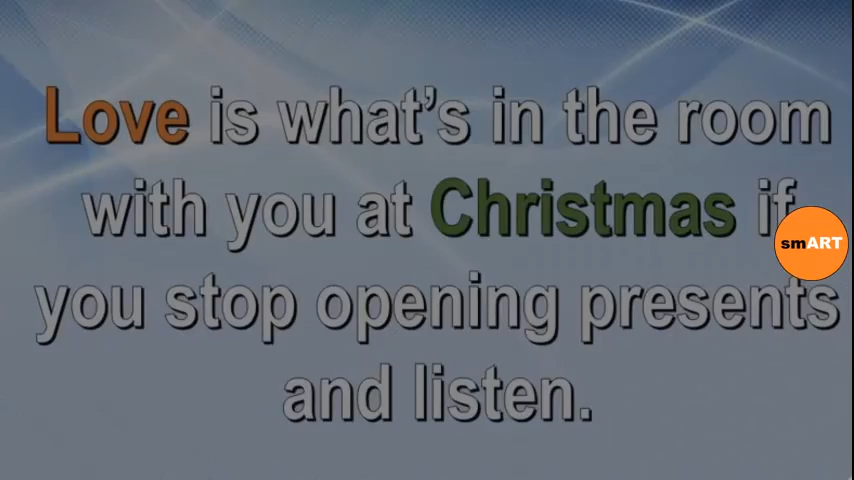 Love is what's in the room
with you at Christmas if
you stop opening presents
and listen.
smART